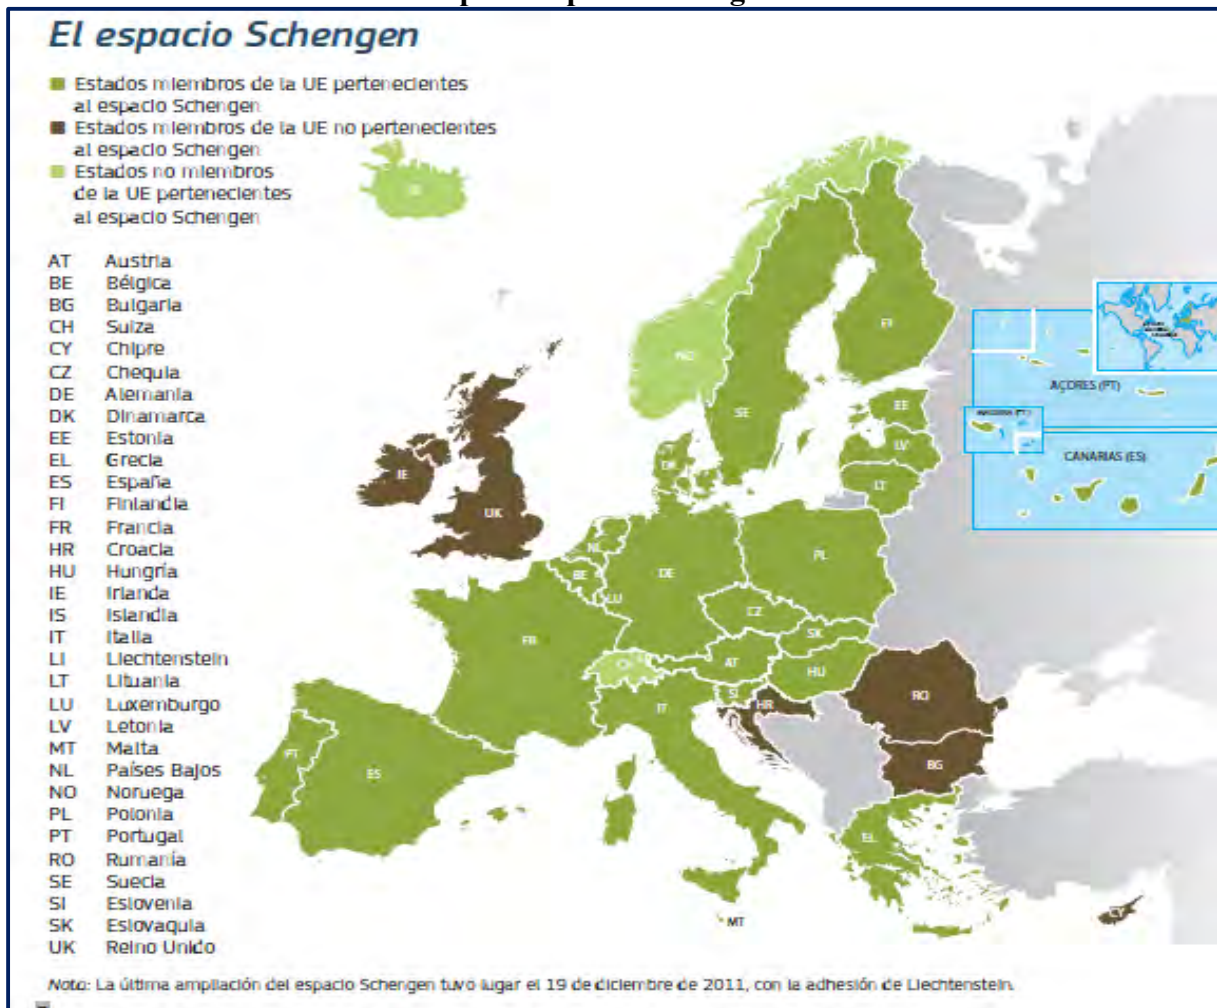 El espacio Schengen
Estados miembros de la UE pertenecientes
al espacio Schengen
Estados miembros de la UE no pertenecientes
al espacio Schengen
Estados no miembros
de la UE pertenecientes
al espacio Schengen
AT Austria
BE Bélgica
BG Bulgaria
CH Suiza
CY Chipre
CZ Chequia
DE Alemania
DK Dinamarca
EE Estonia
EL Grecia
ES España
FI Finlandia
FR Francia
HR Croacia
HU Hungría
IE Irlanda
IS Islandia
IT Italia
LI Liechtenstein
LT Lituania
LU Luxemburgo
LV Letonia
MT Malta
NL Países Bajos
NO Noruega
PL Polonia
PT Portugal
RO Rumanía
SE Suecia
SI Eslovenia
SK Eslovaquia
UK Reino Unido
IS
FI
NO
SE
EE
LV
LT
DK
IE
UK
NL
BE
LU
DE
PL
CZ
SK
FR
CH
AT
HU
SI
HR
IT
RO
BG
PT
ES
EL
MT
CY
AÇORES (PT)
CANARIAS (ES)
Nota: La última ampliación del espacio Schengen tuvo lugar el 19 de diciembre de 2011, con la adhesión de Liechtenstein.